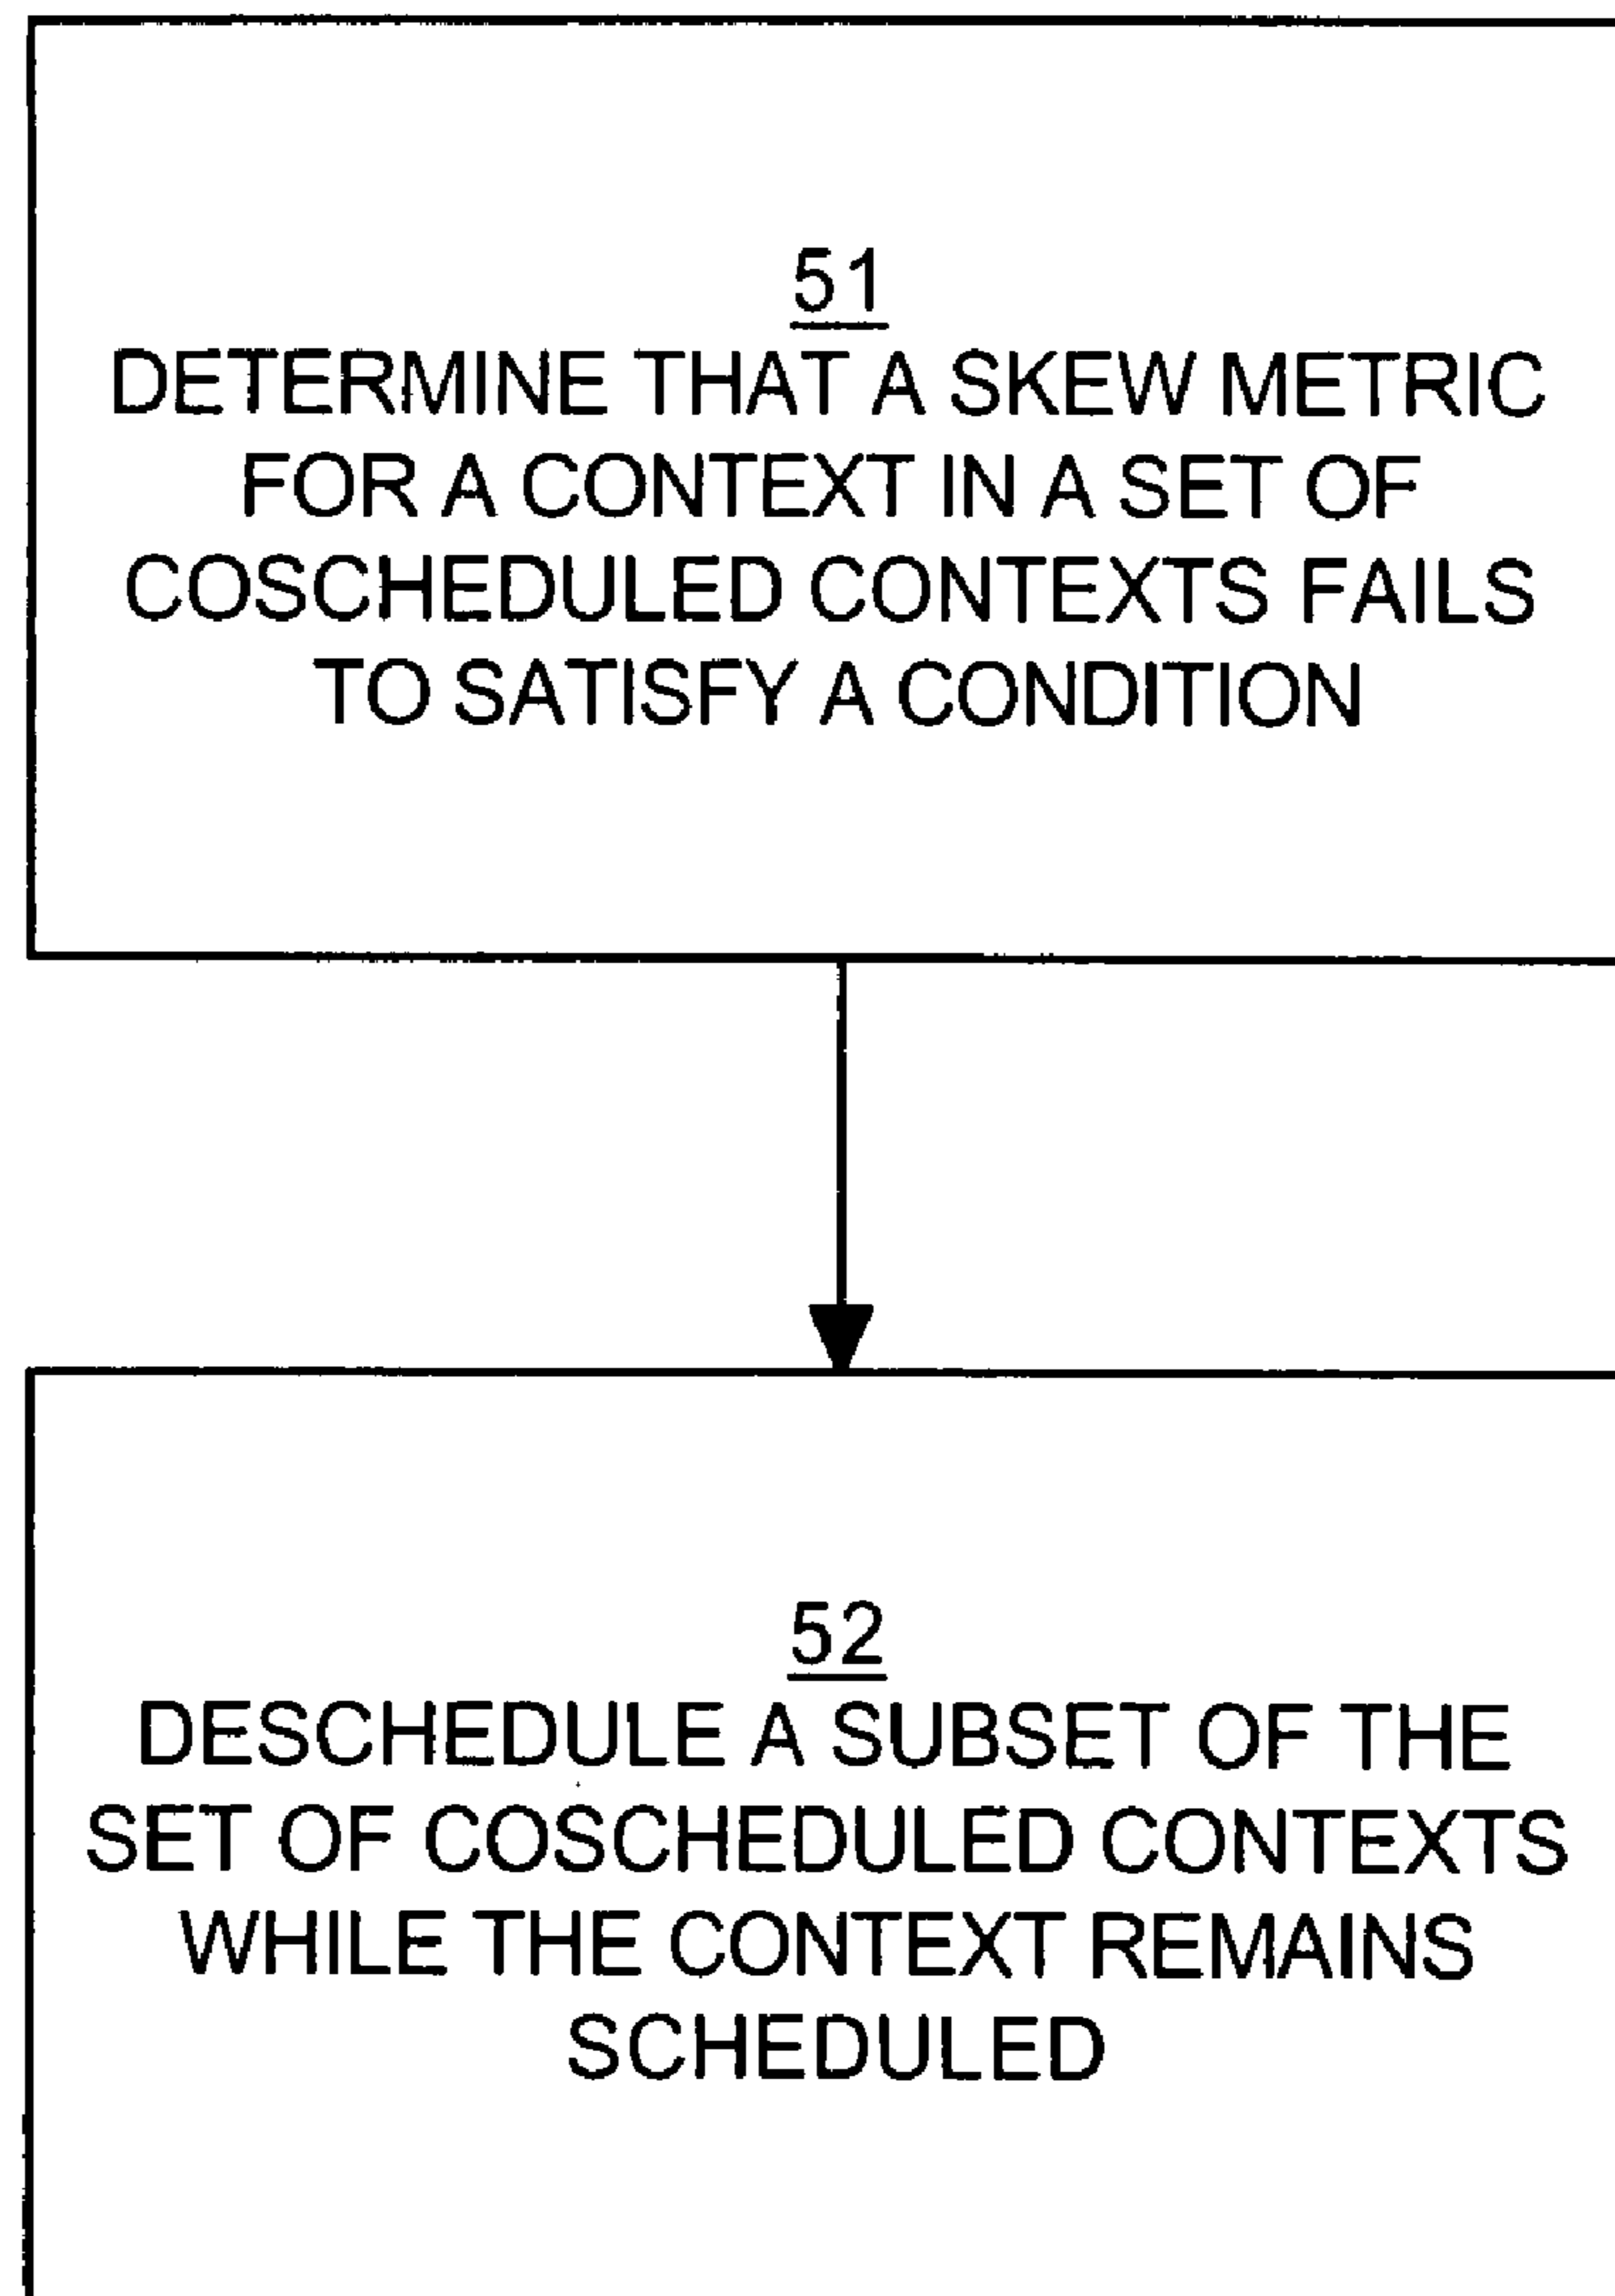 51
DETERMINE THAT A SKEW METRIC
FOR A CONTEXT IN A SET OF
COSCHEDULED CONTEXTS FAILS
TO SATISFY A CONDITION
52
DESCHEDULE A SUBSET OF THE
SET OF COSCHEDULED CONTEXTS
WHILE THE CONTEXT REMAINS
SCHEDULED